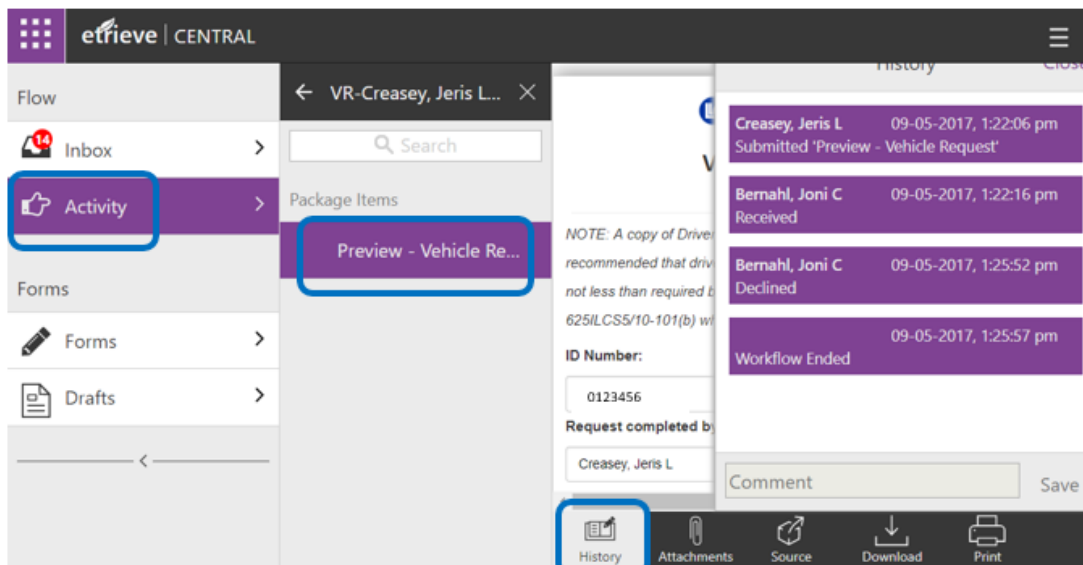 etrieve | CENTRAL
Flow
14
Inbox
Activity
Forms
Forms
Drafts
VR-Creasey, Jeris L...
Search
Package Items
Preview - Vehicle Re...
V
NOTE: A copy of Driver
recommended that driv
not less than required b
625ILCS5/10-101(b) wi
ID Number:
0123456
Request completed by
Creasey, Jeris L
History Close
Creasey, Jeris L 09-05-2017, 1:22:06 pm
Submitted 'Preview - Vehicle Request'
Bernahl, Joni C 09-05-2017, 1:22:16 pm
Received
Bernahl, Joni C 09-05-2017, 1:25:52 pm
Declined
09-05-2017, 1:25:57 pm
Workflow Ended
Comment
Save
History Attachments Source Download Print